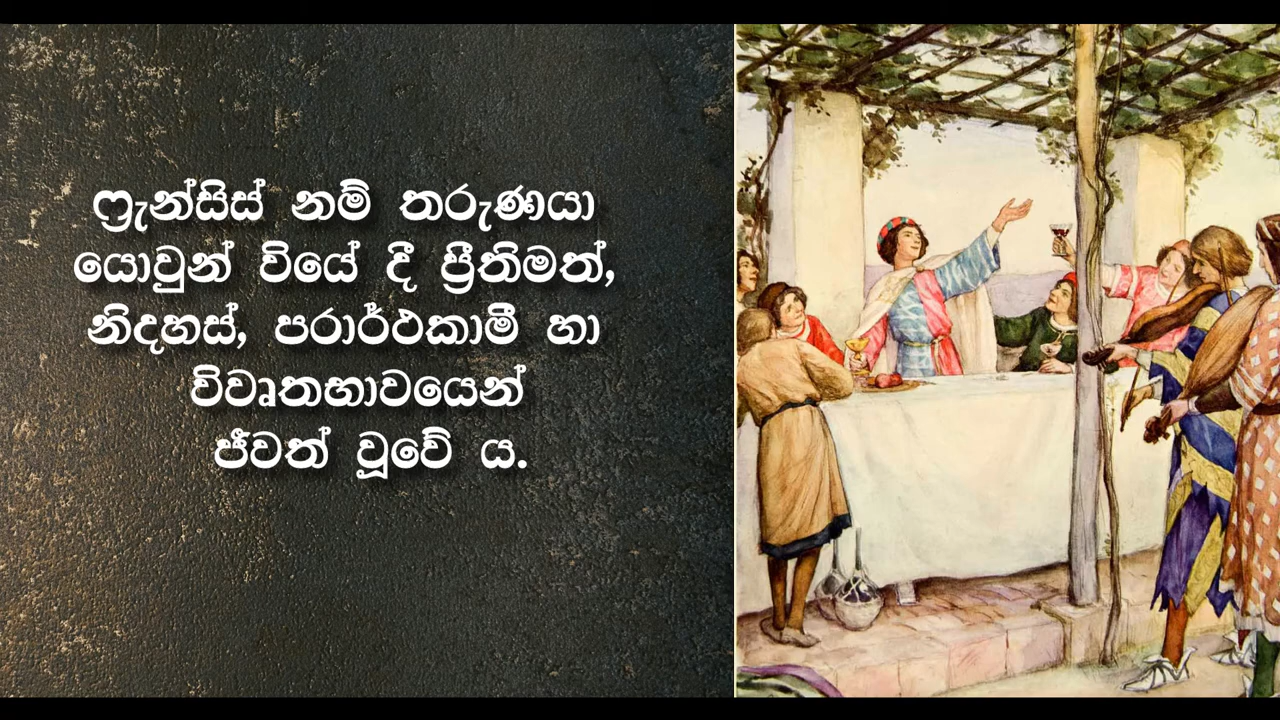 ෆ්‍රැන්සිස් නම් තරුණයා
යොවුන් වියේ දී ප්‍රීතිමත්,
නිදහස්, පරාර්ථකාමී හා
විවෘතභාවයෙන්
ජීවත් වූවේ ය.